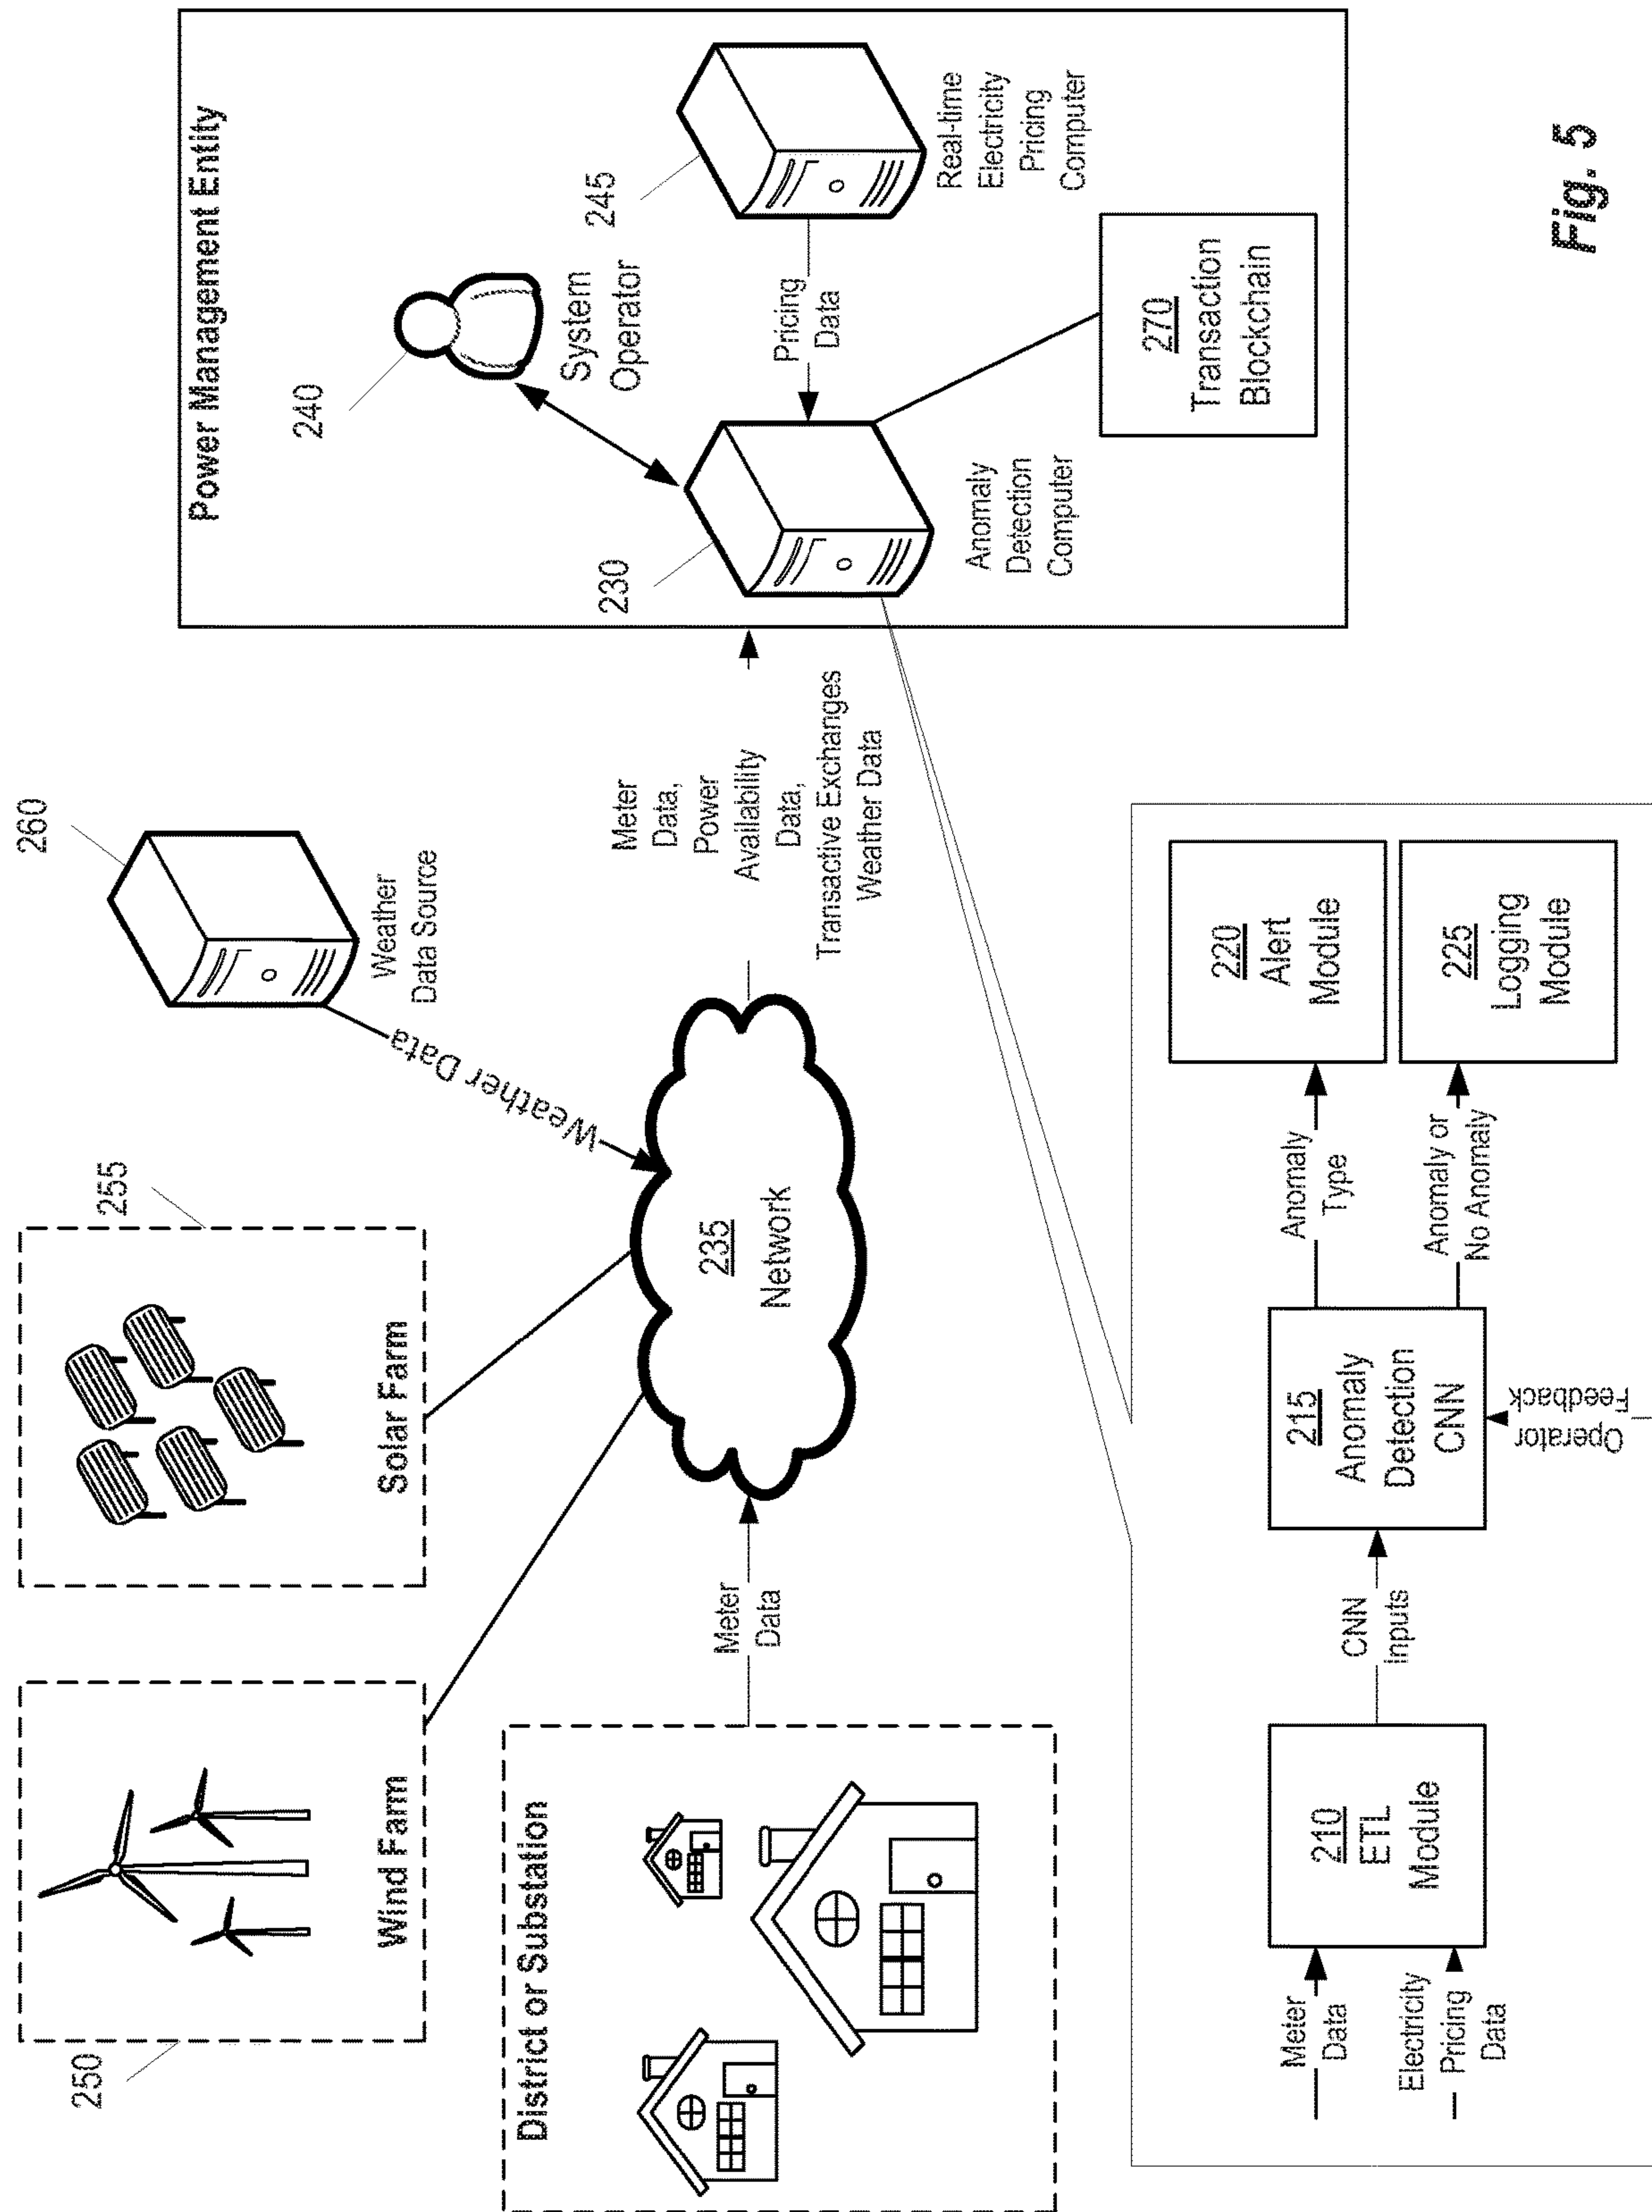 250
Wind Farm
255
Solar Farm
260
Weather
Data Source
Weather Data
District or Substation
Meter
Data
235
Network
Meter
Data,
Power
Availability
Data,
Transactive Exchanges
Weather Data
Power Management Entity
240
System
Operator
245
Real-time
Electricity
Pricing
Computer
Pricing
Data
230
Anomaly
Detection
Computer
270
Transaction
Blockchain
Meter
Data
Electricity
Pricing
Data
210
ETL
Module
CNN
Inputs
215
Anomaly
Detection
CNN
Operator
Feedback
Anomaly
Type
Anomaly or
No Anomaly
220
Alert
Module
225
Logging
Module
Fig. 5